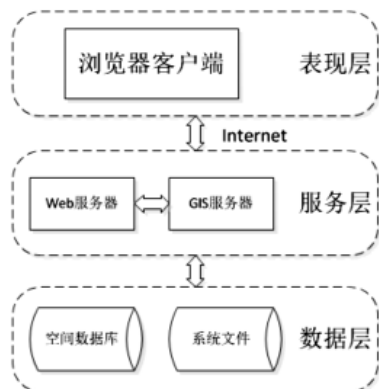 浏览器客户端
表现层
Internet
Web服务器
GIS服务器
服务层
空间数据库
系统文件
数据层